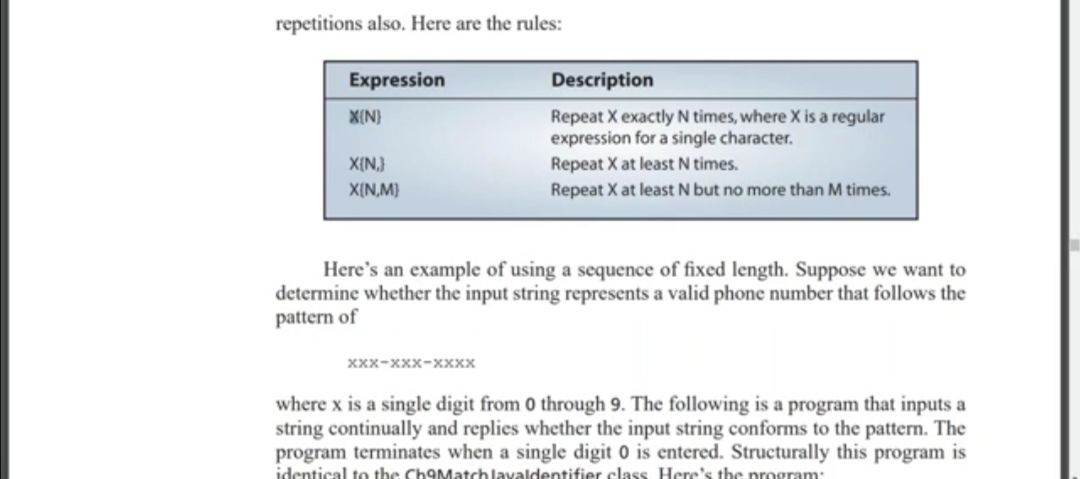 repetitions also. Here are the rules:
Expression Description
X{N} Repeat X exactly N times, where X is a regular
expression for a single character.
X{N,} Repeat X at least N times.
X{N,M} Repeat X at least N but no more than M times.
Here's an example of using a sequence of fixed length. Suppose we want to
determine whether the input string represents a valid phone number that follows the
pattern of
xxx-xxx-xxxx
where x is a single digit from 0 through 9. The following is a program that inputs a
string continually and replies whether the input string conforms to the pattern. The
program terminates when a single digit 0 is entered. Structurally this program is
identical to the Ch9MatchJavaIdentifier class. Here's the program: